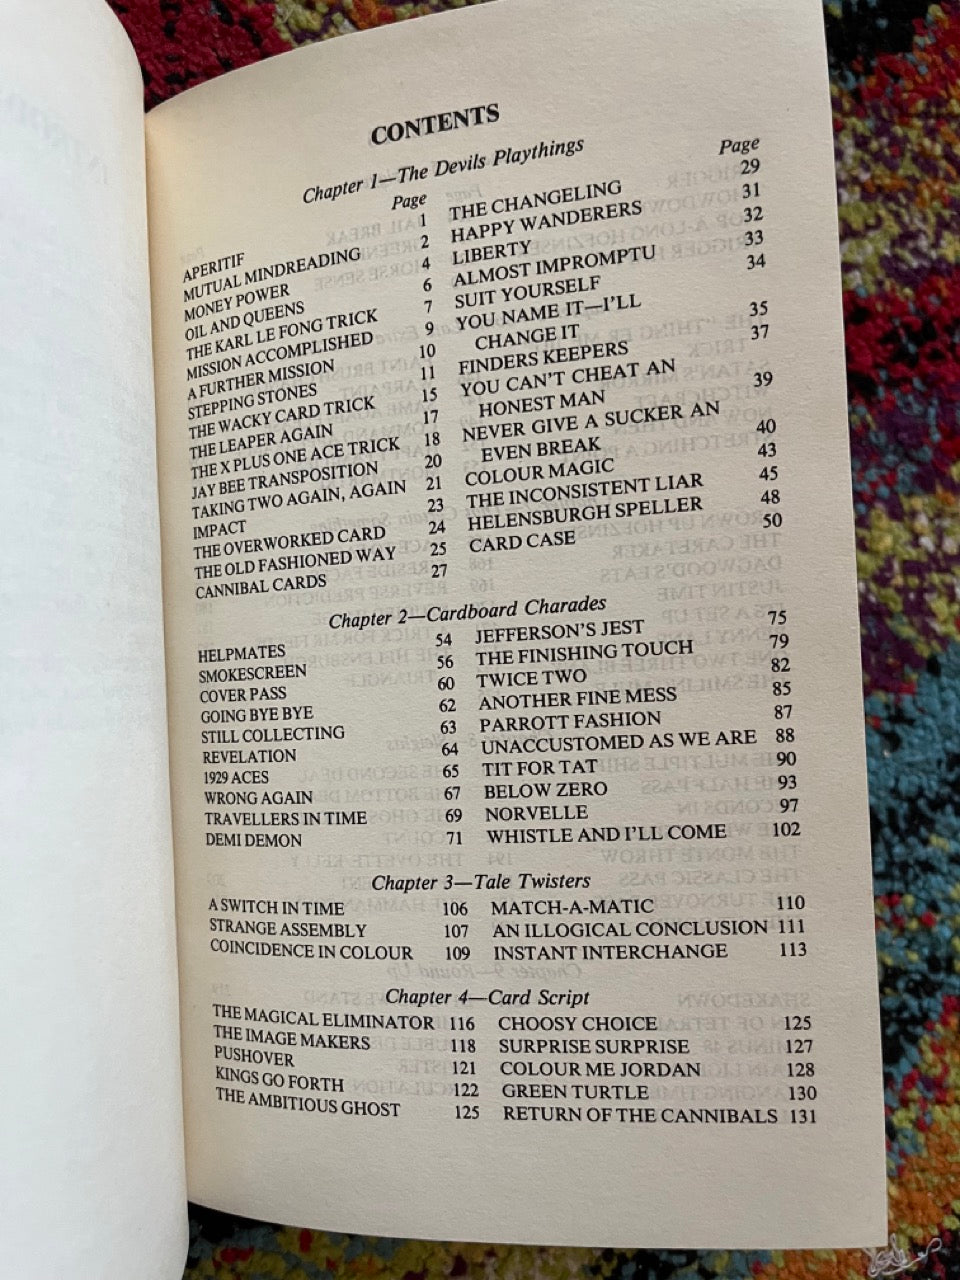 CONTENTS
Chapter 1—The Devils Playthings
Page
APERITIF 1
MUTUAL MINDREADING 2
MONEY POWER 4
OIL AND QUEENS 6
THE KARL LE FONG TRICK 7
MISSION ACCOMPLISHED 9
A FURTHER MISSION 10
STEPPING STONES 11
THE WACKY CARD TRICK 15
THE LEAPER AGAIN 17
THE X PLUS ONE ACE TRICK 18
JAY BEE TRANSPOSITION 20
TAKING TWO AGAIN, AGAIN 21
IMPACT 23
THE OVERWORKED CARD 24
THE OLD FASHIONED WAY 25
CANNIBAL CARDS 27
Page
THE CHANGELING 29
HAPPY WANDERERS 31
LIBERTY 32
ALMOST IMPROMPTU 33
SUIT YOURSELF 34
YOU NAME IT—I'LL
CHANGE IT 35
FINDERS KEEPERS 37
YOU CAN'T CHEAT AN
HONEST MAN 39
NEVER GIVE A SUCKER AN
EVEN BREAK 40
COLOUR MAGIC 43
THE INCONSISTENT LIAR 45
HELENSBURGH SPELLER 48
CARD CASE 50
Chapter 2—Cardboard Charades
HELPMATES 54
SMOKESCREEN 56
COVER PASS 60
GOING BYE BYE 62
STILL COLLECTING 63
REVELATION 64
1929 ACES 65
WRONG AGAIN 67
TRAVELLERS IN TIME 69
DEMI DEMON 71
JEFFERSON'S JEST 75
THE FINISHING TOUCH 79
TWICE TWO 82
ANOTHER FINE MESS 85
PARROTT FASHION 87
UNACCUSTOMED AS WE ARE 88
TIT FOR TAT 90
BELOW ZERO 93
NORVELLE 97
WHISTLE AND I'LL COME 102
Chapter 3—Tale Twisters
A SWITCH IN TIME 106
STRANGE ASSEMBLY 107
COINCIDENCE IN COLOUR 109
MATCH-A-MATIC 110
AN ILLOGICAL CONCLUSION 111
INSTANT INTERCHANGE 113
Chapter 4—Card Script
THE MAGICAL ELIMINATOR 116
THE IMAGE MAKERS 118
PUSHOVER 121
KINGS GO FORTH 122
THE AMBITIOUS GHOST 125
CHOOSY CHOICE 125
SURPRISE SURPRISE 127
COLOUR ME JORDAN 128
GREEN TURTLE 130
RETURN OF THE CANNIBALS 131